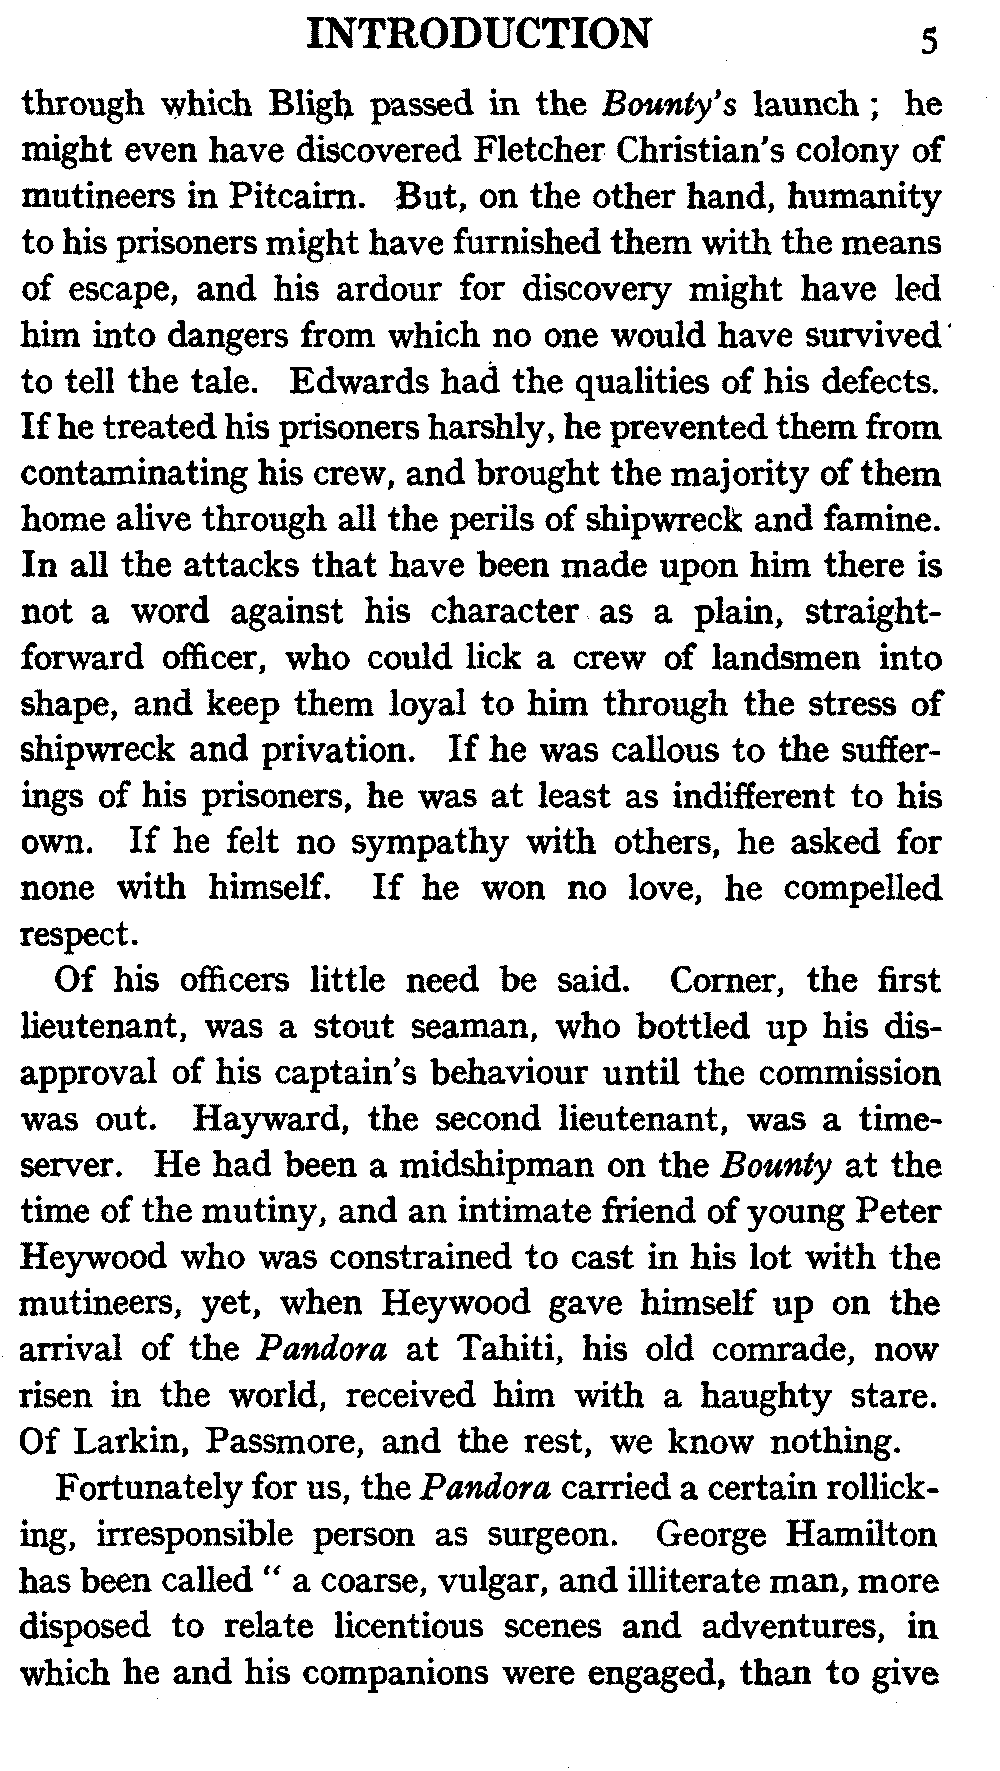 INTRODUCTION 5
through which Bligh passed in the Bounty's launch ; he
might even have discovered Fletcher Christian's colony of
mutineers in Pitcairn. But, on the other hand, humanity
to his prisoners might have furnished them with the means
of escape, and his ardour for discovery might have led
him into dangers from which no one would have survived
to tell the tale. Edwards had the qualities of his defects.
If he treated his prisoners harshly, he prevented them from
contaminating his crew, and brought the majority of them
home alive through all the perils of shipwreck and famine.
In all the attacks that have been made upon him there is
not a word against his character as a plain, straight-
forward officer, who could lick a crew of landsmen into
shape, and keep them loyal to him through the stress of
shipwreck and privation. If he was callous to the suffer-
ings of his prisoners, he was at least as indifferent to his
own. If he felt no sympathy with others, he asked for
none with himself. If he won no love, he compelled
respect.
Of his officers little need be said. Corner, the first
lieutenant, was a stout seaman, who bottled up his dis-
approval of his captain's behaviour until the commission
was out. Hayward, the second lieutenant, was a time-
server. He had been a midshipman on the Bounty at the
time of the mutiny, and an intimate friend of young Peter
Heywood who was constrained to cast in his lot with the
mutineers, yet, when Heywood gave himself up on the
arrival of the Pandora at Tahiti, his old comrade, now
risen in the world, received him with a haughty stare.
Of Larkin, Passmore, and the rest, we know nothing.
Fortunately for us, the Pandora carried a certain rollick-
ing, irresponsible person as surgeon. George Hamilton
has been called " a coarse, vulgar, and illiterate man, more
disposed to relate licentious scenes and adventures, in
which he and his companions were engaged, than to give